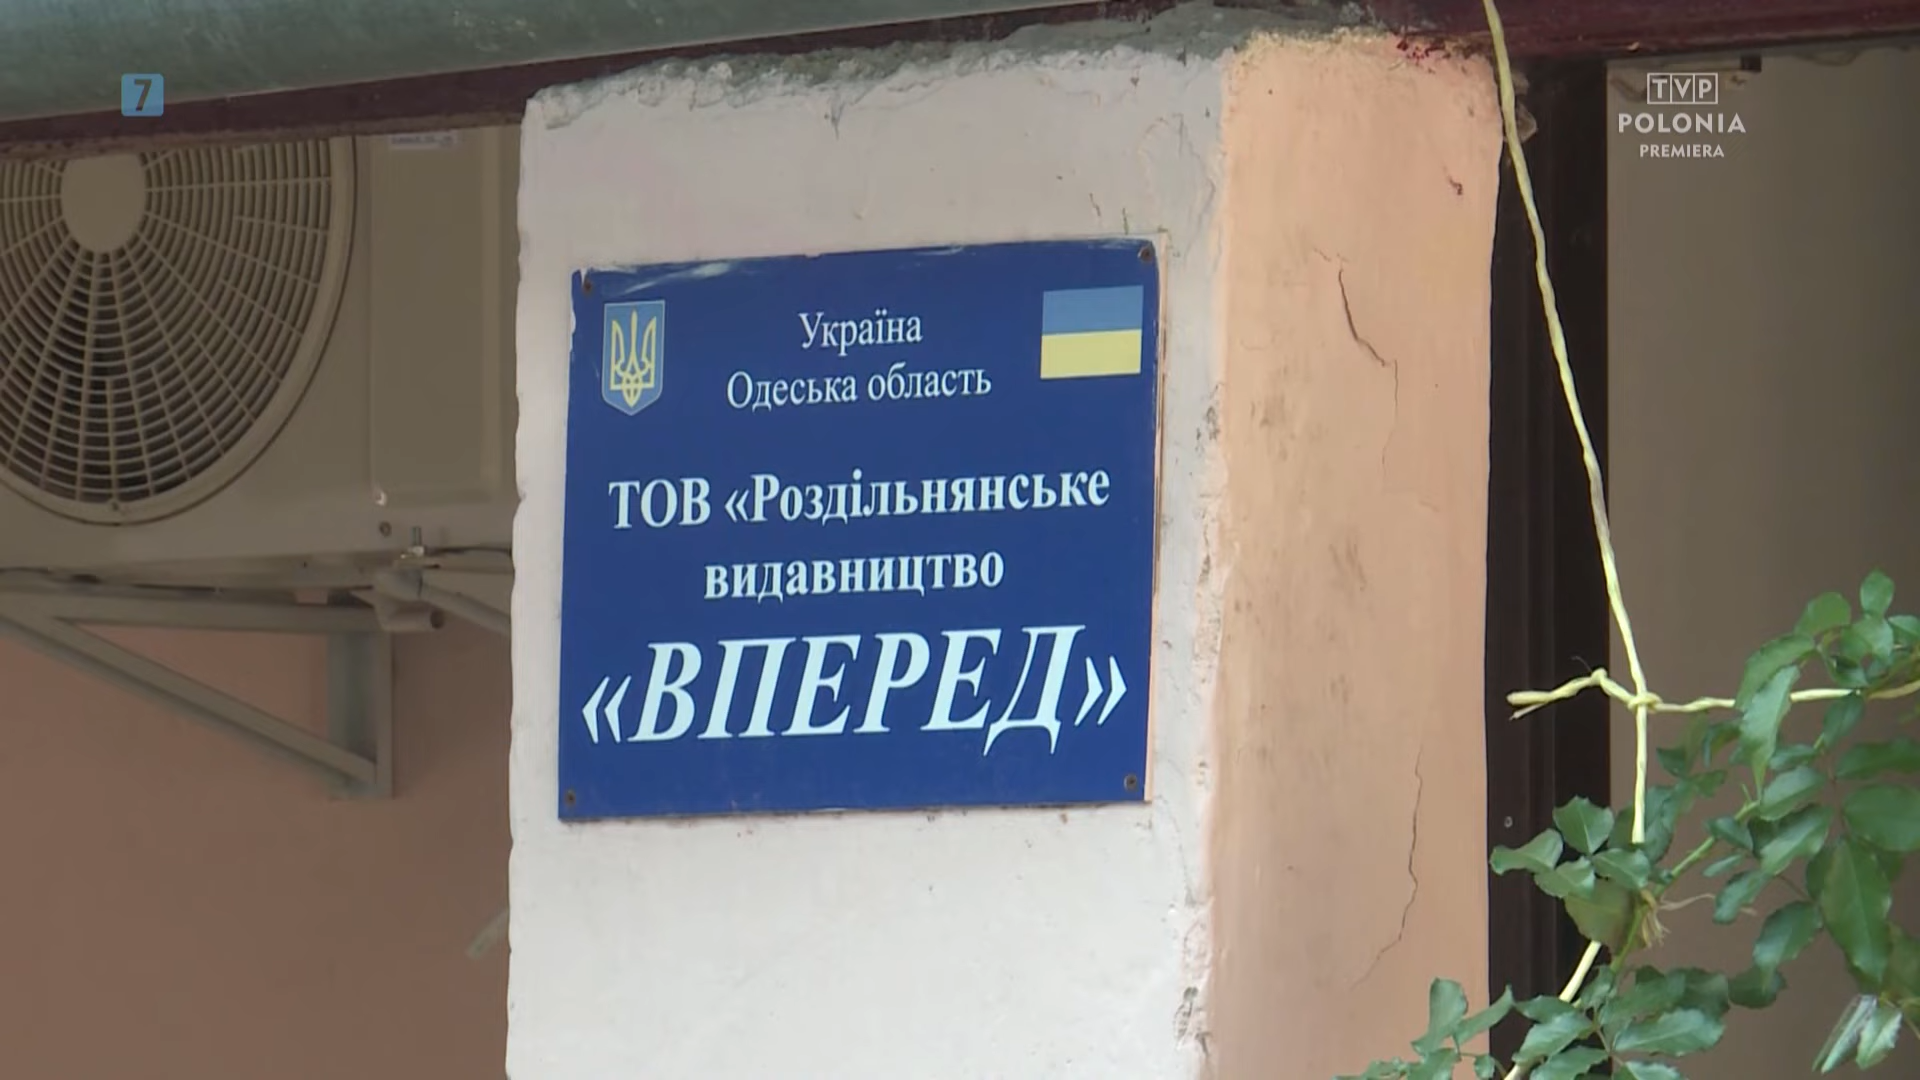 7
TVP
POLONIA
PREMIERA
Україна
Одеська область
ТОВ «Роздільнянське
видавництво
«ВПЕРЕД»